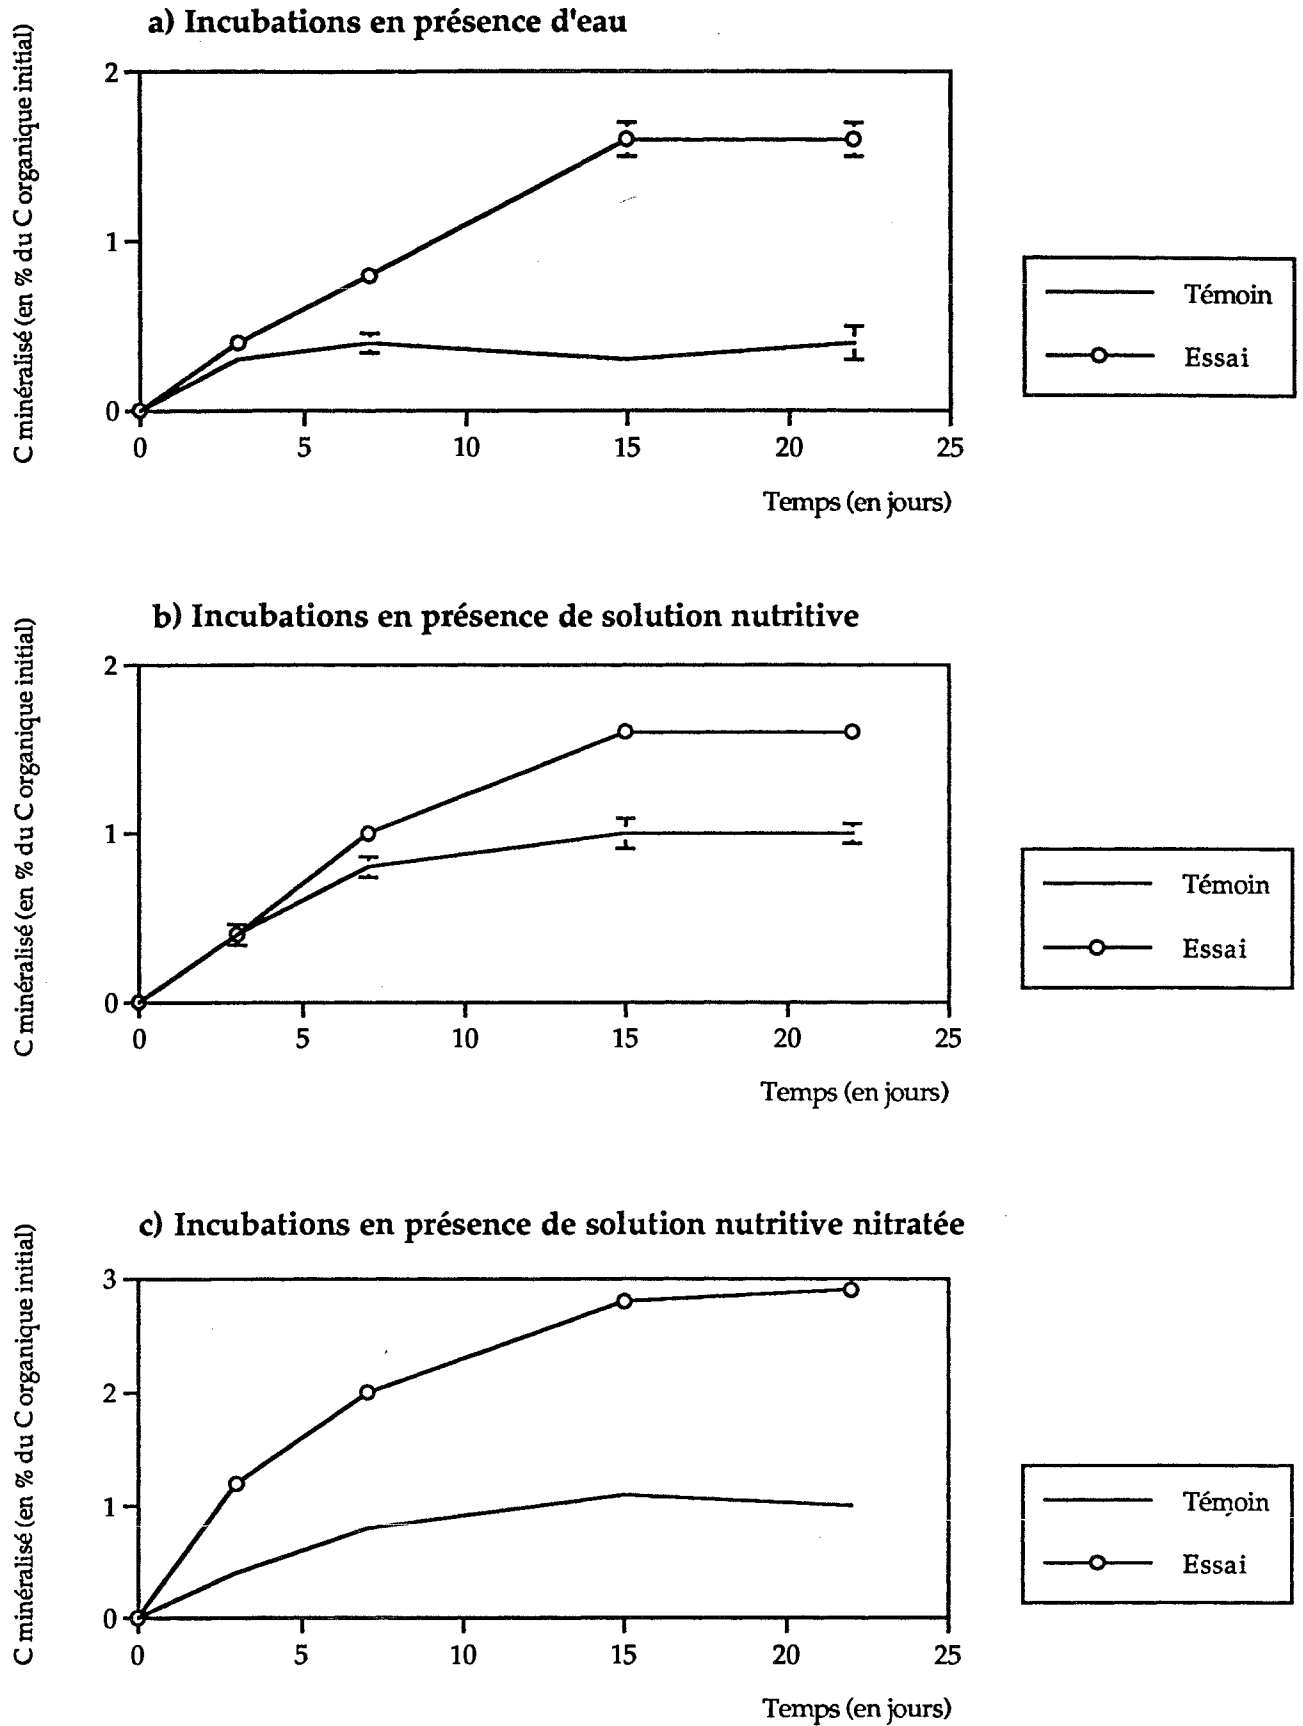 a) Incubations en présence d'eau
C minéralisé (en % du C organique initial)
2
1
0
0 5 10 15 20 25
Temps (en jours)
Témoin
Essai
b) Incubations en présence de solution nutritive
C minéralisé (en % du C organique initial)
2
1
0
0 5 10 15 20 25
Temps (en jours)
Témoin
Essai
c) Incubations en présence de solution nutritive nitratée
C minéralisé (en % du C organique initial)
3
2
1
0
0 5 10 15 20 25
Temps (en jours)
Témoin
Essai